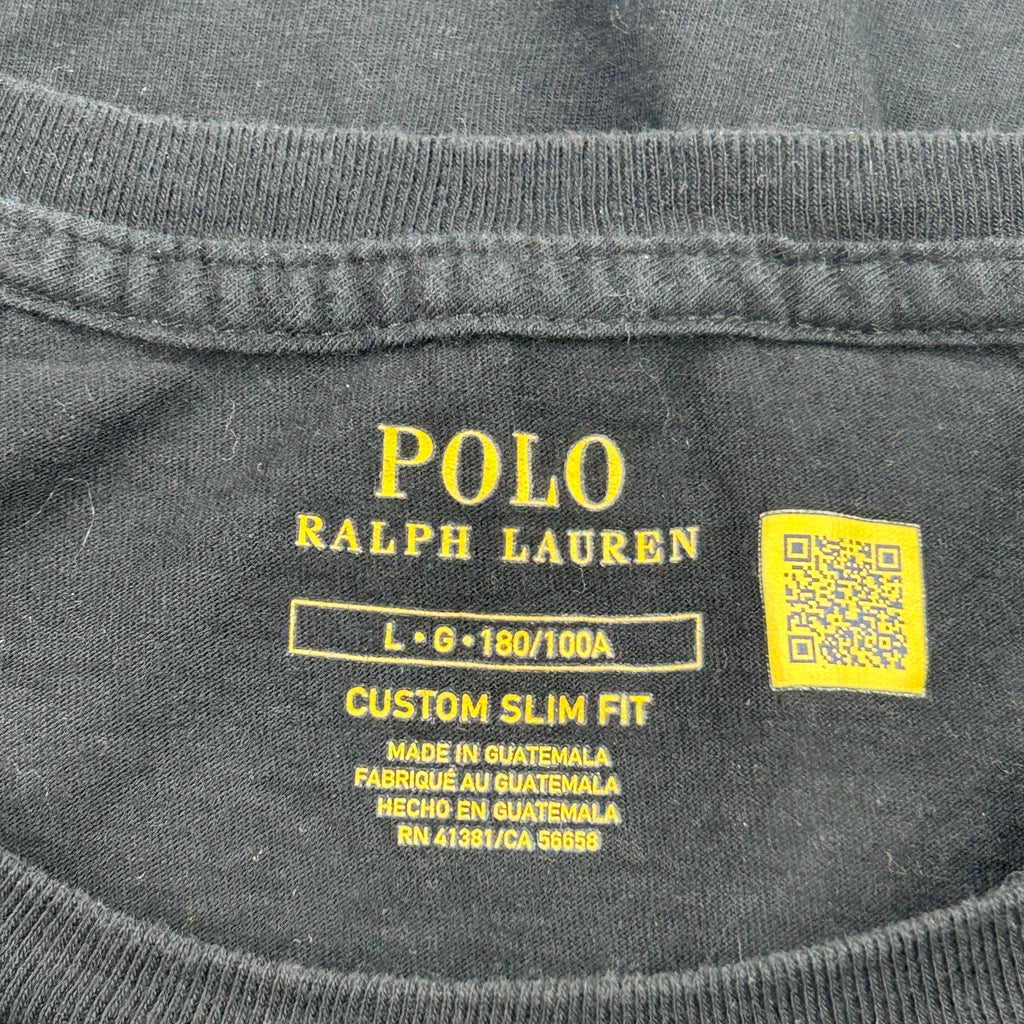 POLO
RALPH LAUREN
L • G • 180/100A
CUSTOM SLIM FIT
MADE IN GUATEMALA
FABRIQUÉ AU GUATEMALA
HECHO EN GUATEMALA
RN 41381/CA 56658